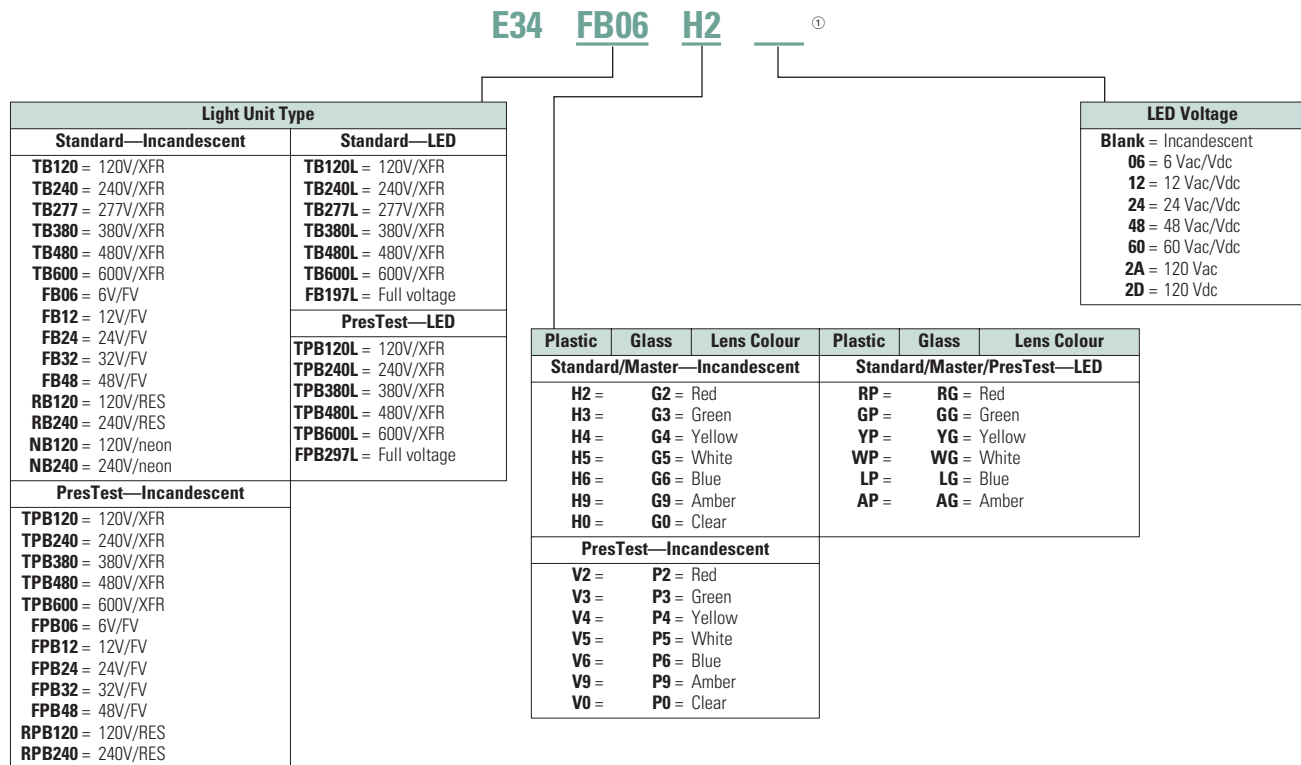 E34 FB06 H2 ①
Light Unit Type
Standard—Incandescent
TB120 = 120V/XFR
TB240 = 240V/XFR
TB277 = 277V/XFR
TB380 = 380V/XFR
TB480 = 480V/XFR
TB600 = 600V/XFR
FB06 = 6V/FV
FB12 = 12V/FV
FB24 = 24V/FV
FB32 = 32V/FV
FB48 = 48V/FV
RB120 = 120V/RES
RB240 = 240V/RES
NB120 = 120V/neon
NB240 = 240V/neon
PresTest—Incandescent
TPB120 = 120V/XFR
TPB240 = 240V/XFR
TPB380 = 380V/XFR
TPB480 = 480V/XFR
TPB600 = 600V/XFR
FPB06 = 6V/FV
FPB12 = 12V/FV
FPB24 = 24V/FV
FPB32 = 32V/FV
FPB48 = 48V/FV
RPB120 = 120V/RES
RPB240 = 240V/RES
Standard—LED
TB120L = 120V/XFR
TB240L = 240V/XFR
TB277L = 277V/XFR
TB380L = 380V/XFR
TB480L = 480V/XFR
TB600L = 600V/XFR
FB197L = Full voltage
PresTest—LED
TPB120L = 120V/XFR
TPB240L = 240V/XFR
TPB380L = 380V/XFR
TPB480L = 480V/XFR
TPB600L = 600V/XFR
FPB297L = Full voltage
Plastic Glass Lens Colour
Standard/Master—Incandescent
H2 = G2 = Red
H3 = G3 = Green
H4 = G4 = Yellow
H5 = G5 = White
H6 = G6 = Blue
H9 = G9 = Amber
H0 = G0 = Clear
PresTest—Incandescent
V2 = P2 = Red
V3 = P3 = Green
V4 = P4 = Yellow
V5 = P5 = White
V6 = P6 = Blue
V9 = P9 = Amber
V0 = P0 = Clear
Plastic Glass Lens Colour
Standard/Master/PresTest—LED
RP = RG = Red
GP = GG = Green
YP = YG = Yellow
WP = WG = White
LP = LG = Blue
AP = AG = Amber
LED Voltage
Blank = Incandescent
06 = 6 Vac/Vdc
12 = 12 Vac/Vdc
24 = 24 Vac/Vdc
48 = 48 Vac/Vdc
60 = 60 Vac/Vdc
2A = 120 Vac
2D = 120 Vdc